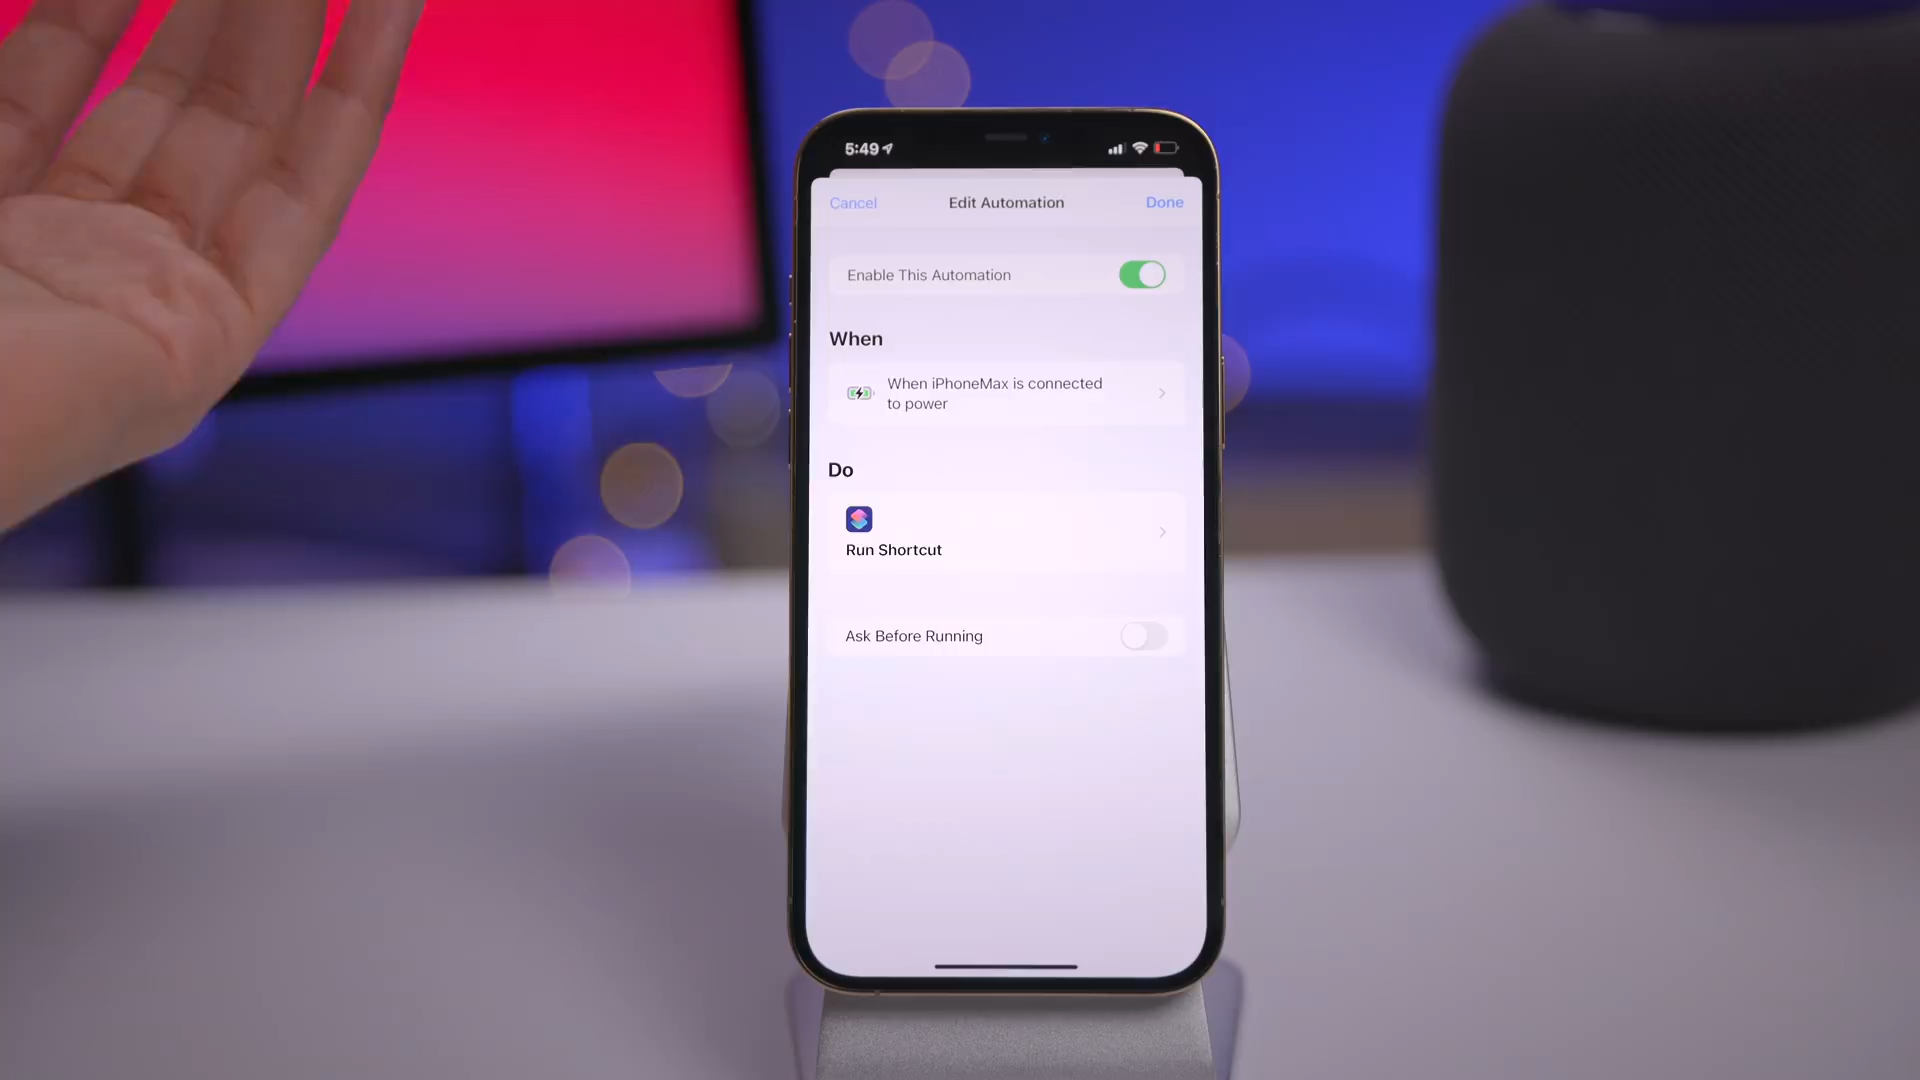 5:49
Cancel
Edit Automation
Done
Enable This Automation
When
When iPhoneMax is connected
to power
Do
Run Shortcut
Ask Before Running